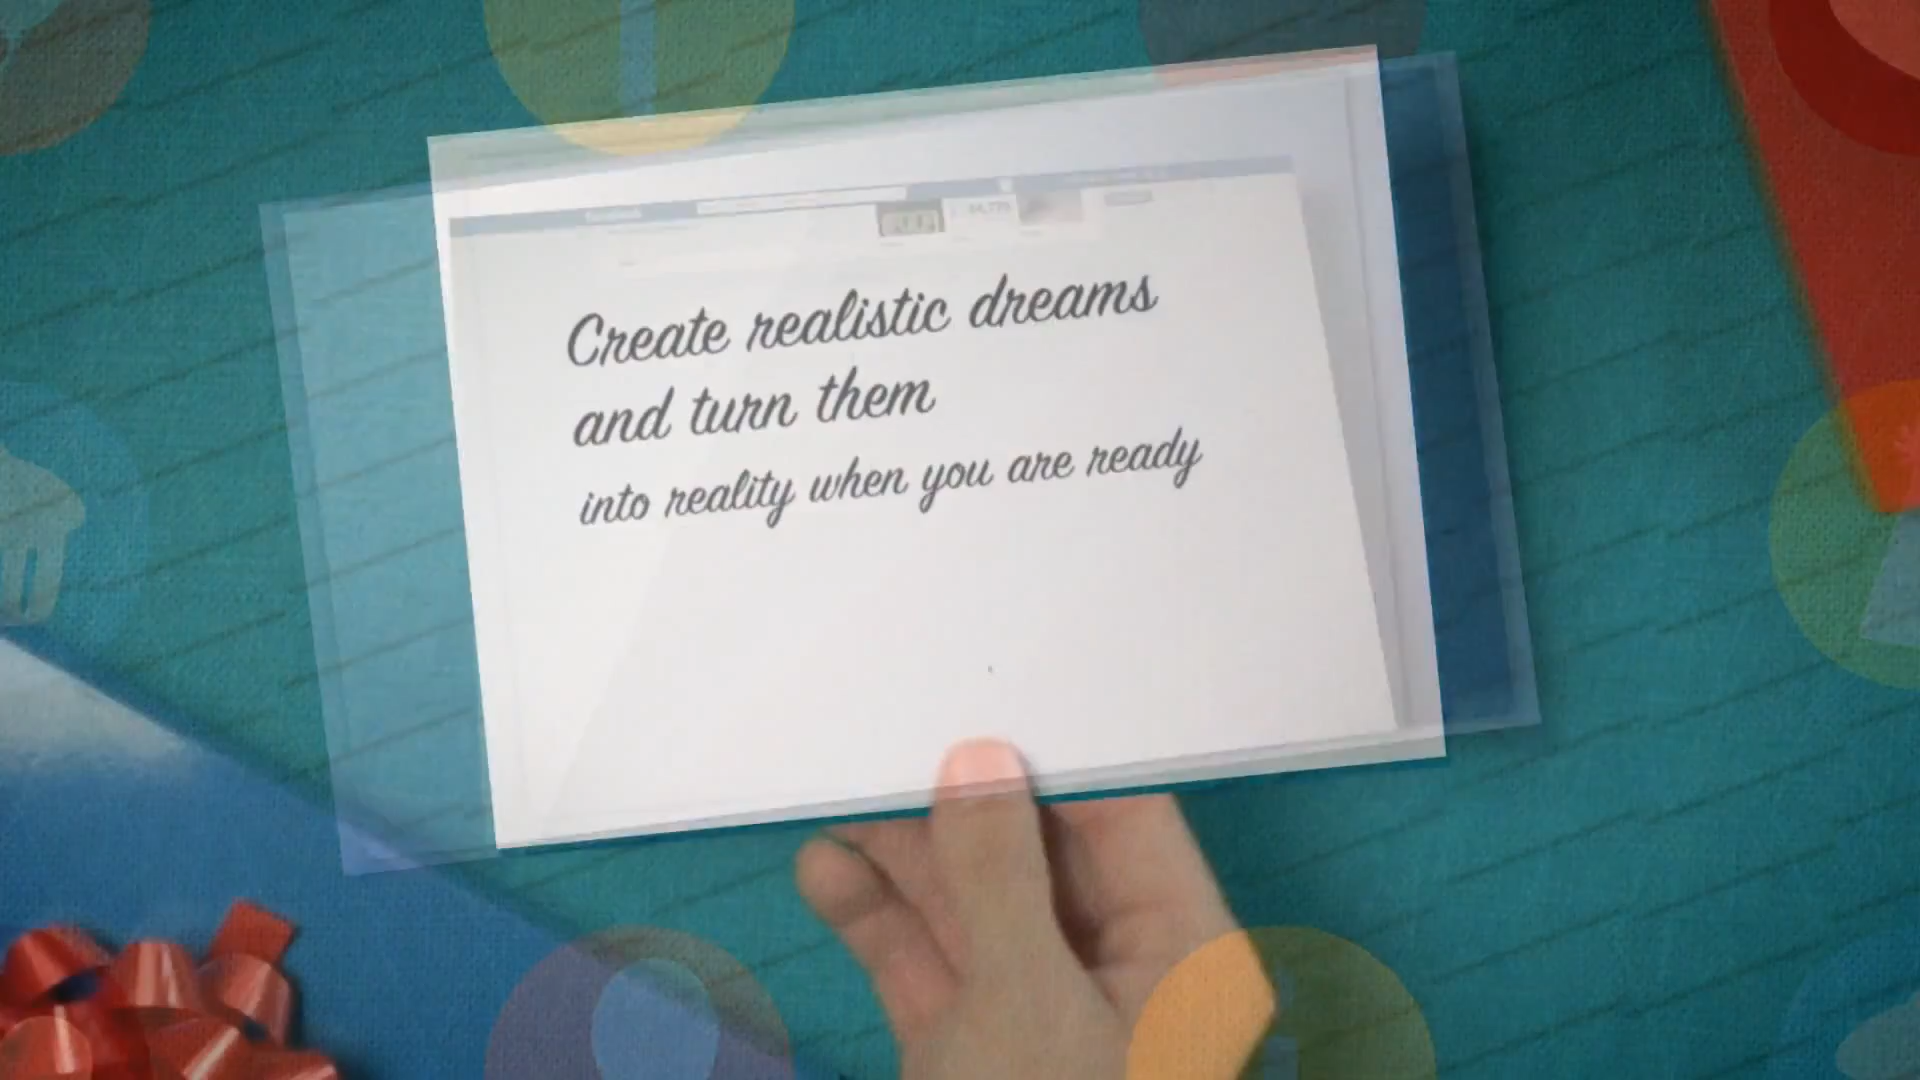 Create realistic dreams
and turn them
into reality when you are ready